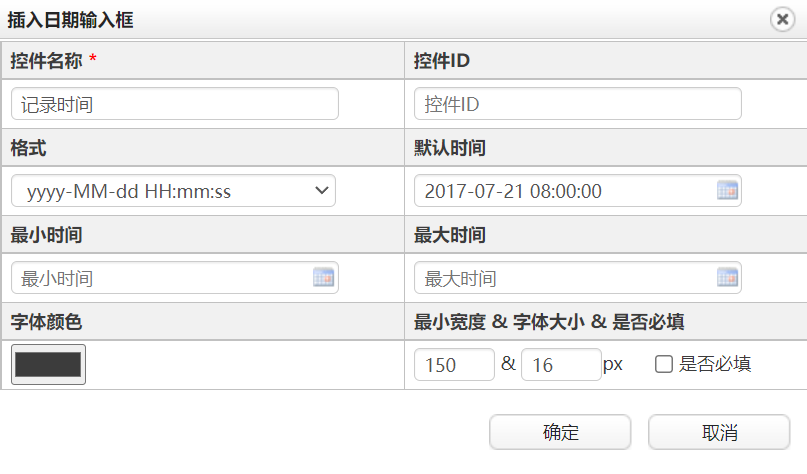 插入日期输入框
控件名称 * 控件ID
记录时间 控件ID
格式 默认时间
yyyy-MM-dd HH:mm:ss 2017-07-21 08:00:00
最小时间 最大时间
最小时间 最大时间
字体颜色 最小宽度 & 字体大小 & 是否必填
150 & 16 px 是否必填
确定 取消